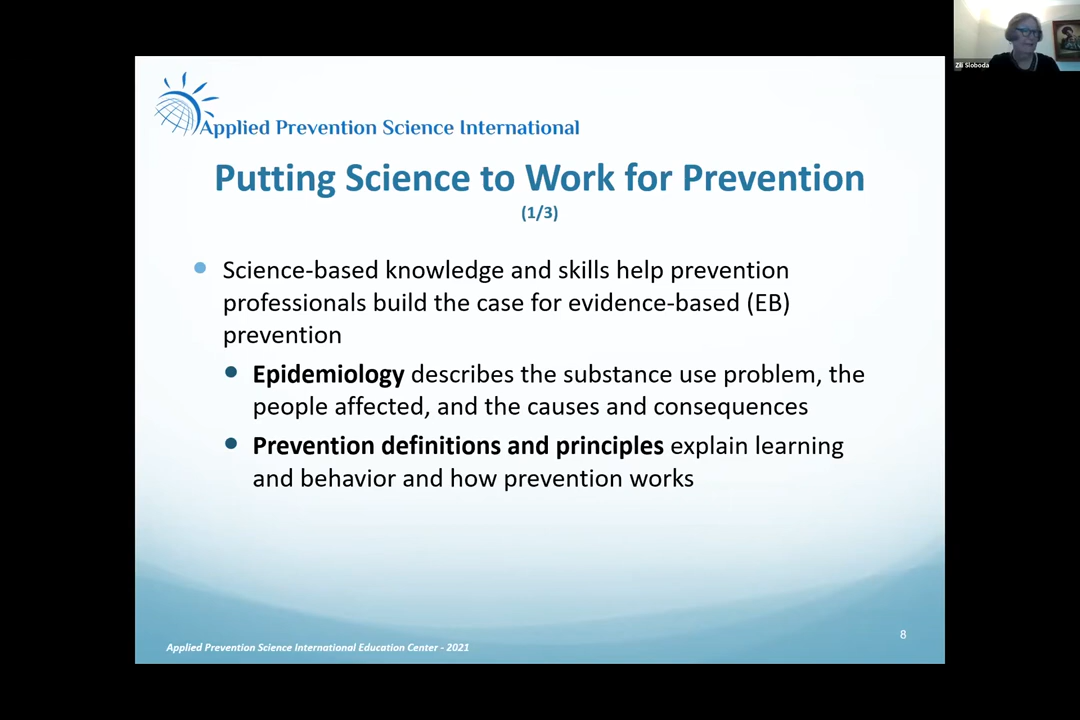 Zili Sloboda
Applied Prevention Science International
Putting Science to Work for Prevention
(1/3)
Science-based knowledge and skills help prevention
professionals build the case for evidence-based (EB)
prevention
Epidemiology describes the substance use problem, the
people affected, and the causes and consequences
Prevention definitions and principles explain learning
and behavior and how prevention works
8
Applied Prevention Science International Education Center - 2021